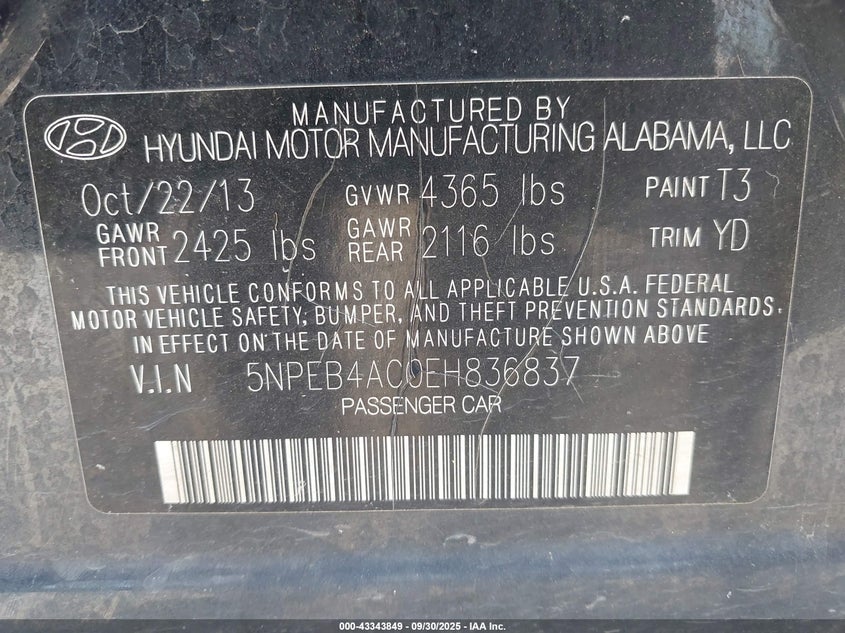 MANUFACTURED BY
HYUNDAI MOTOR MANUFACTURING ALABAMA, LLC
Oct/22/13 GVWR 4365 lbs PAINT T3
GAWR FRONT 2425 lbs GAWR REAR 2116 lbs TRIM YD
THIS VEHICLE CONFORMS TO ALL APPLICABLE U.S.A. FEDERAL
MOTOR VEHICLE SAFETY, BUMPER, AND THEFT PREVENTION STANDARDS.
IN EFFECT ON THE DATE OF MANUFACTURE SHOWN ABOVE
V.I.N 5NPEB4AC0EH836837
PASSENGER CAR
000-43343849 - 09/30/2025 - IAA Inc.